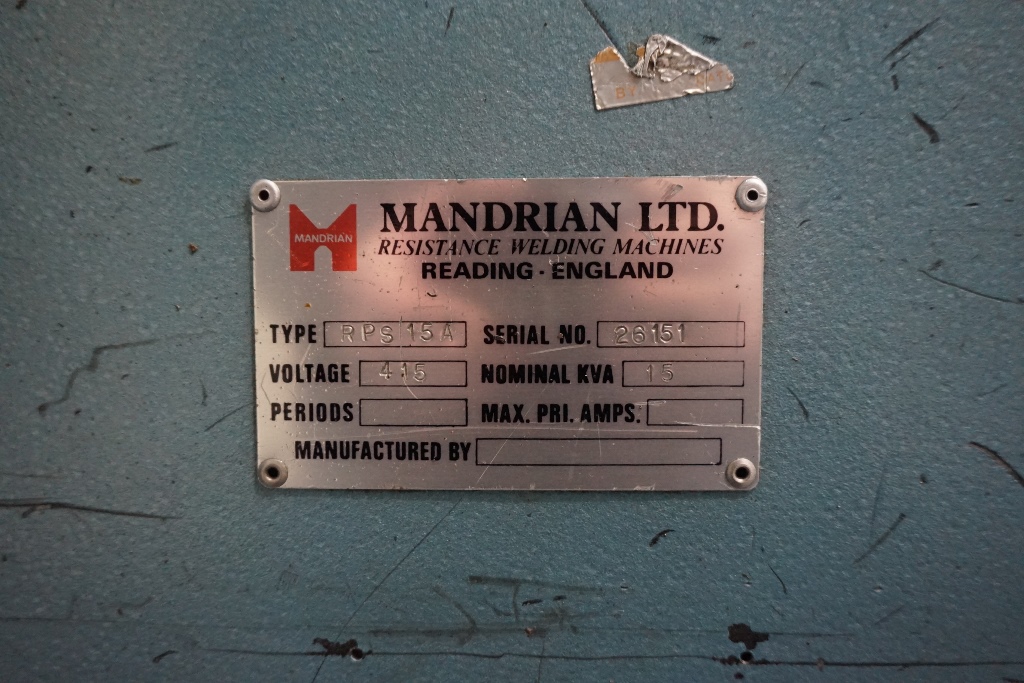 MANDRIAN
MANDRIAN LTD.
RESISTANCE WELDING MACHINES
READING · ENGLAND
TYPE RPS 15A SERIAL NO. 26151
VOLTAGE 415 NOMINAL KVA 15
PERIODS MAX. PRI. AMPS.
MANUFACTURED BY